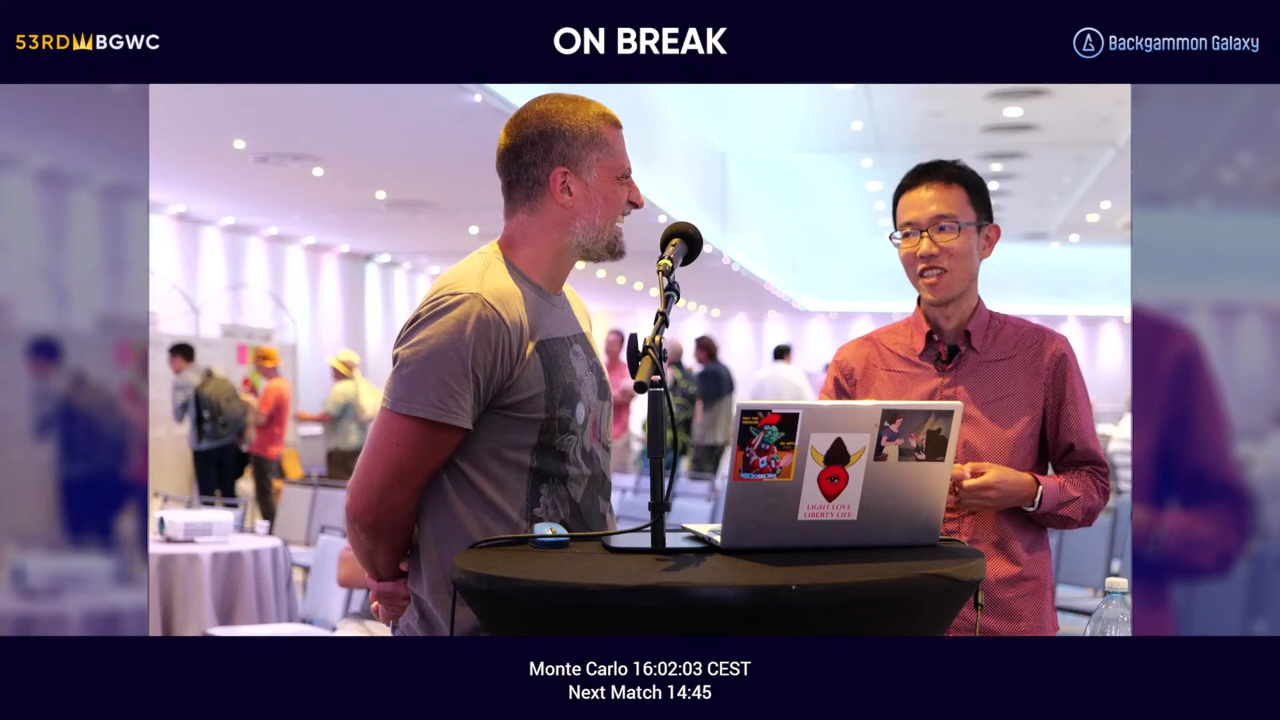 53RD BGWC
ON BREAK
Backgammon Galaxy
LIGHT LOVE
LIBERTY LIFE
Monte Carlo 16:02:03 CEST
Next Match 14:45